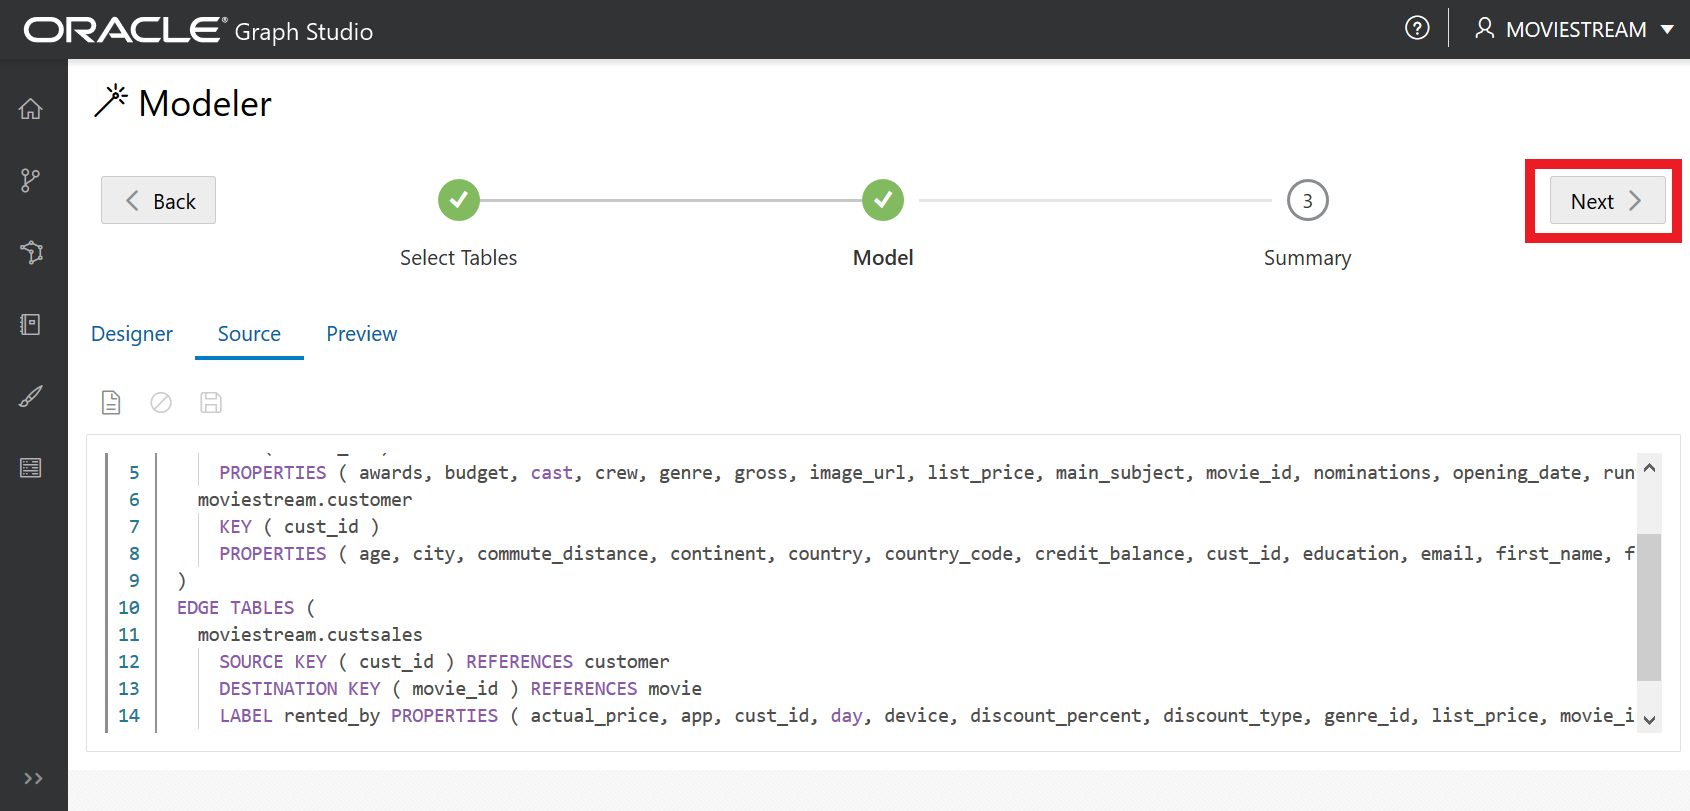 ORACLE® Graph Studio
MOVIESTREAM
Modeler
Back
Next
3
Select Tables
Model
Summary
Designer
Source
Preview
5 PROPERTIES ( awards, budget, cast, crew, genre, gross, image_url, list_price, main_subject, movie_id, nominations, opening_date, run
6 moviestream.customer
7 KEY ( cust_id )
8 PROPERTIES ( age, city, commute_distance, continent, country, country_code, credit_balance, cust_id, education, email, first_name, f
9 )
10 EDGE TABLES (
11 moviestream.custsales
12 SOURCE KEY ( cust_id ) REFERENCES customer
13 DESTINATION KEY ( movie_id ) REFERENCES movie
14 LABEL rented_by PROPERTIES ( actual_price, app, cust_id, day, device, discount_percent, discount_type, genre_id, list_price, movie_i